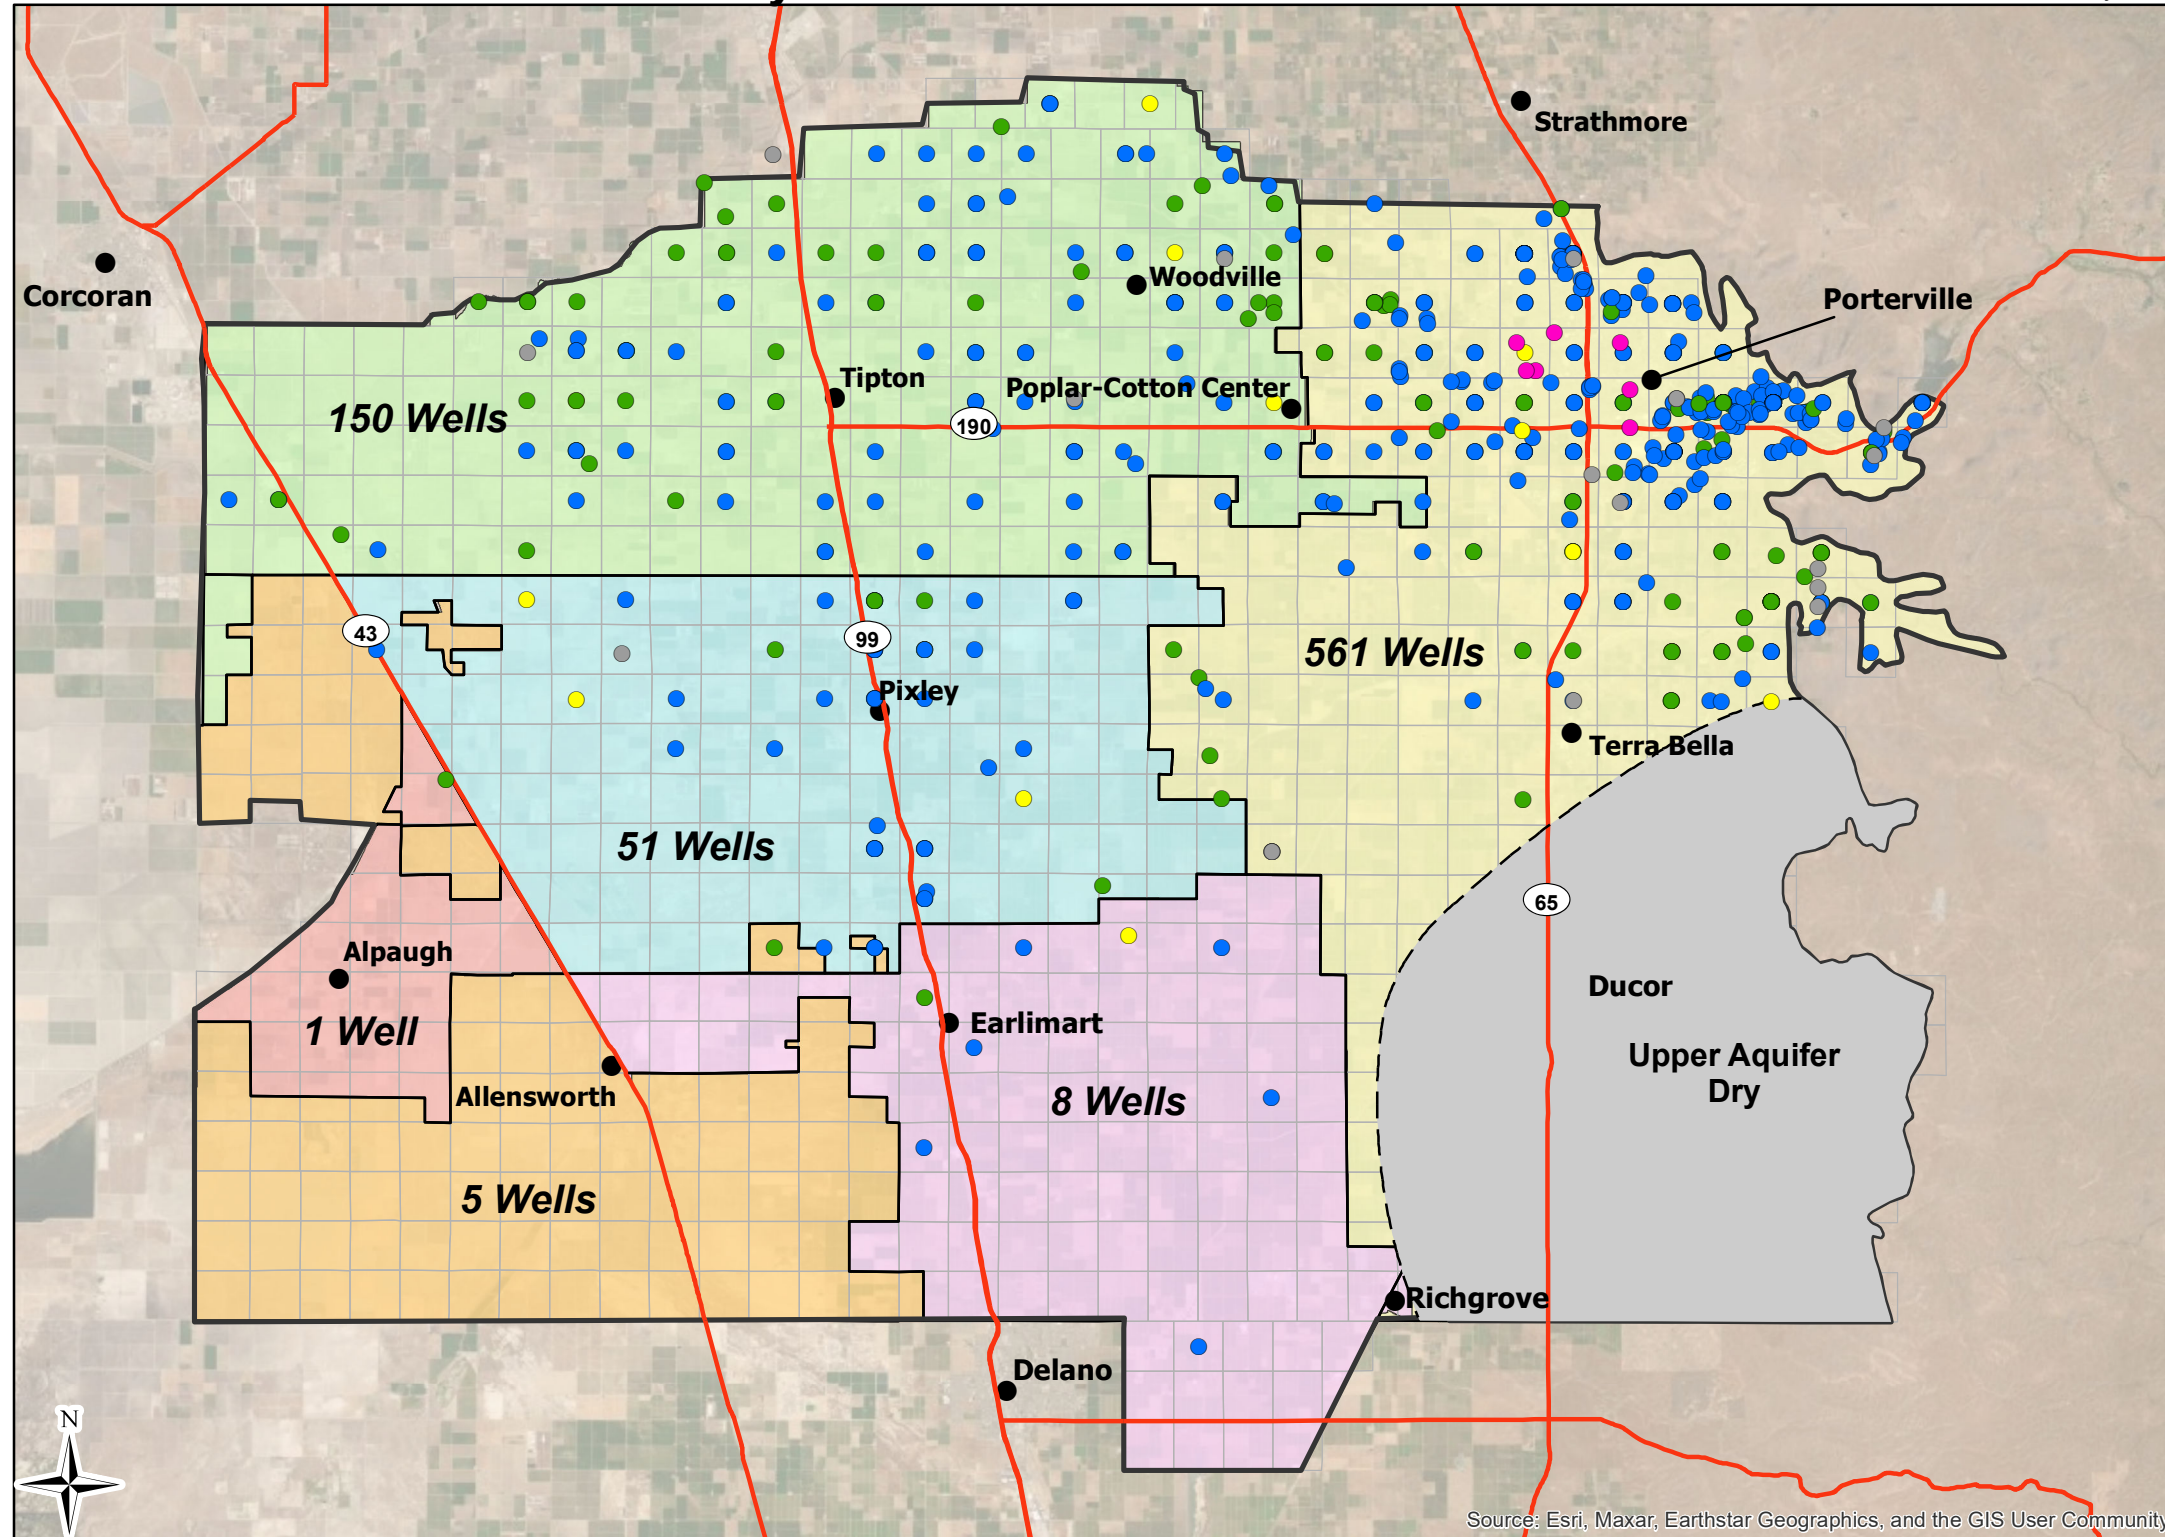 Strathmore
Corcoran
Woodville
Porterville
Tipton
Poplar-Cotton Center
150 Wells
190
43
99
561 Wells
Pixley
Terra Bella
51 Wells
65
Alpaugh
Ducor
1 Well
Earlimart
Upper Aquifer
Dry
Allensworth
8 Wells
5 Wells
Richgrove
Delano
N
Source: Esri, Maxar, Earthstar Geographics, and the GIS User Community